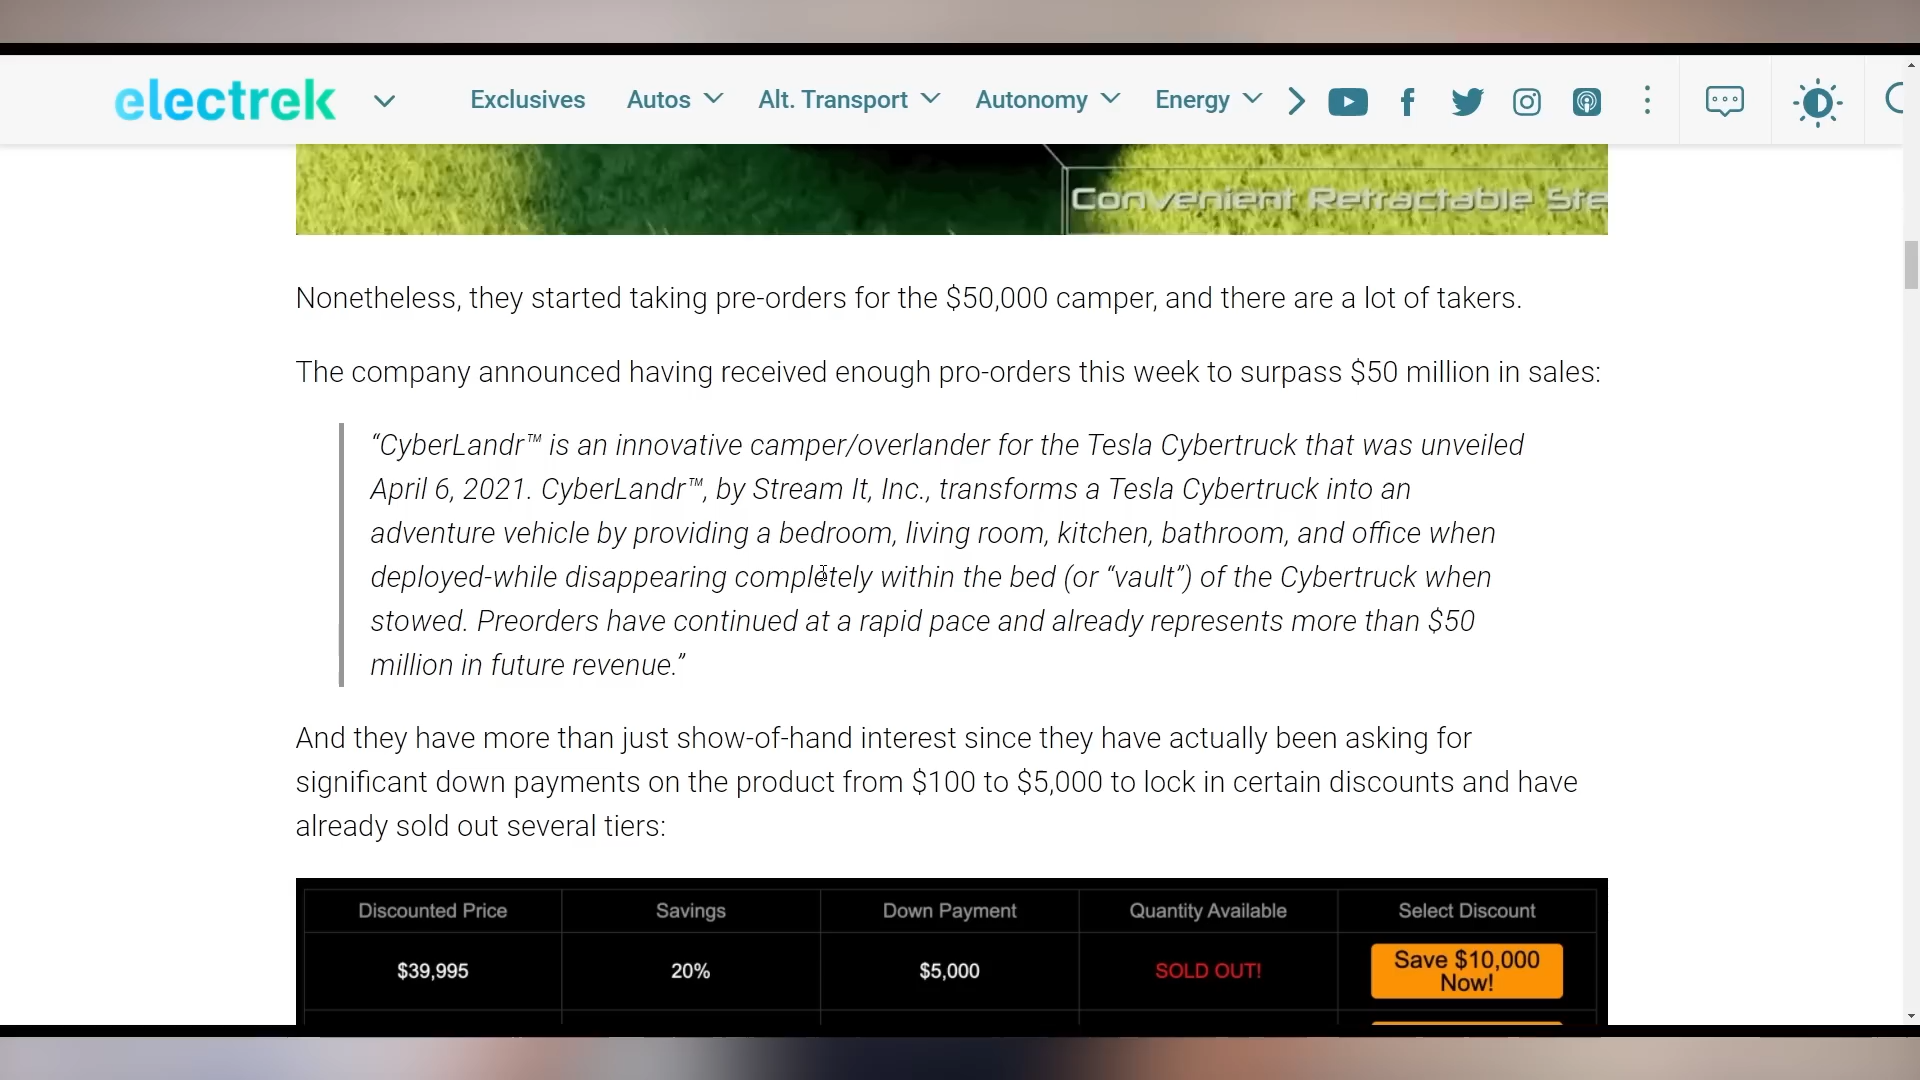 electrek
Exclusives Autos Alt. Transport Autonomy Energy
Convenient Retractable Ste
Nonetheless, they started taking pre-orders for the $50,000 camper, and there are a lot of takers.
The company announced having received enough pro-orders this week to surpass $50 million in sales:
“CyberLandr™ is an innovative camper/overlander for the Tesla Cybertruck that was unveiled
April 6, 2021. CyberLandr™, by Stream It, Inc., transforms a Tesla Cybertruck into an
adventure vehicle by providing a bedroom, living room, kitchen, bathroom, and office when
deployed-while disappearing completely within the bed (or “vault”) of the Cybertruck when
stowed. Preorders have continued at a rapid pace and already represents more than $50
million in future revenue.”
And they have more than just show-of-hand interest since they have actually been asking for
significant down payments on the product from $100 to $5,000 to lock in certain discounts and have
already sold out several tiers:
Discounted Price Savings Down Payment Quantity Available Select Discount
$39,995 20% $5,000 SOLD OUT! Save $10,000
Now!